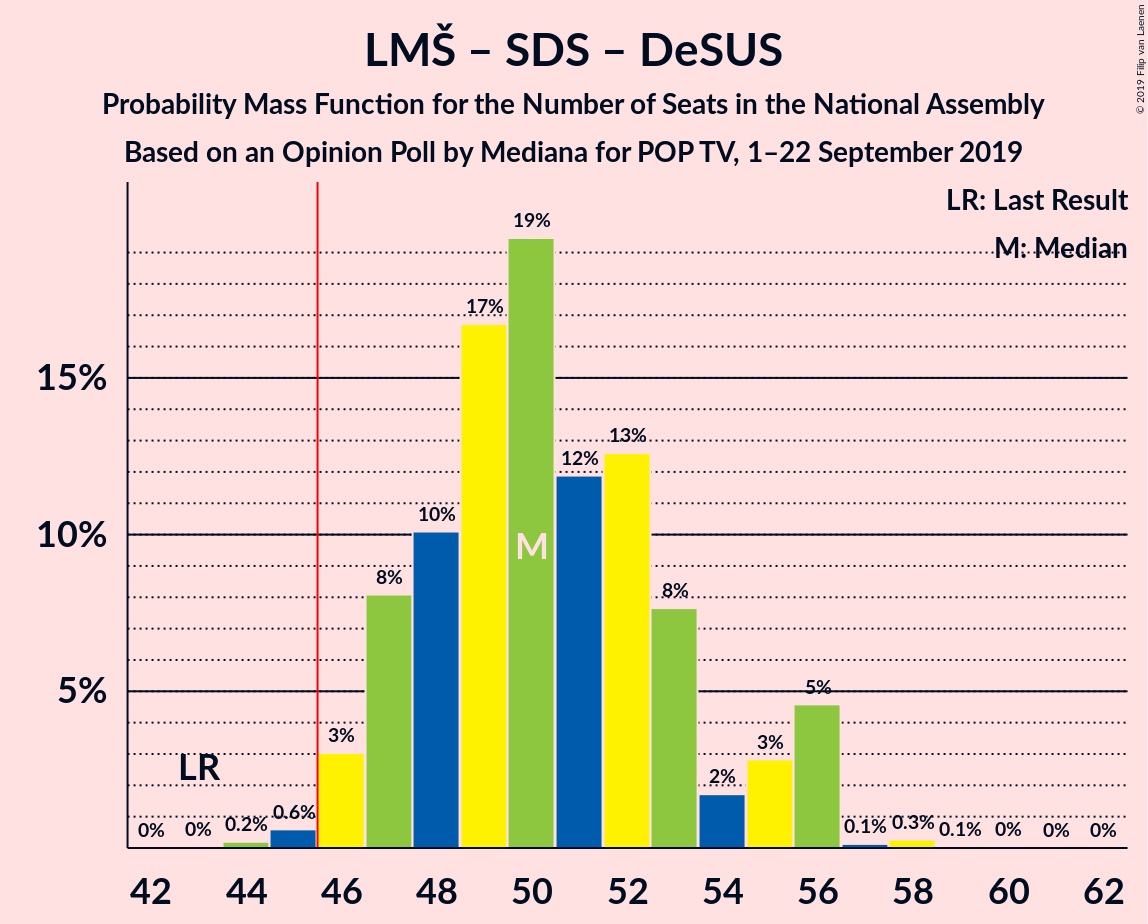 LMŠ – SDS – DeSUS
Probability Mass Function for the Number of Seats in the National Assembly
Based on an Opinion Poll by Mediana for POP TV, 1–22 September 2019
© 2019 Filip van Laenen
LR: Last Result
M: Median
19%
17%
15%
13%
12%
10%
10%
M
8%
8%
5%
5%
3%
3%
LR
2%
0.6%
0.3%
0.2%
0.1%
0%
0%
0.1%
0%
0%
0%
42 44 46 48 50 52 54 56 58 60 62